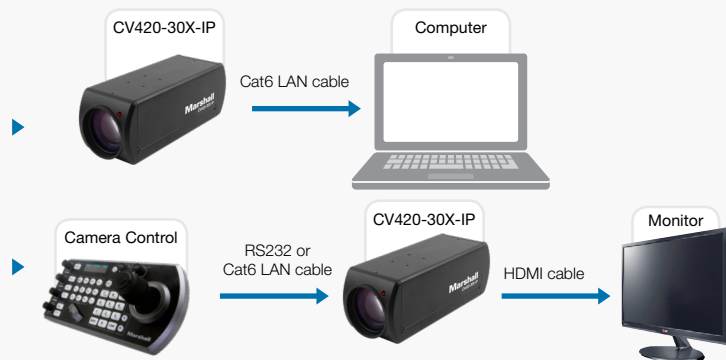 CV420-30X-IP
Computer
Marshall
Cat6 LAN cable
Camera Control
RS232 or
Cat6 LAN cable
CV420-30X-IP
Monitor
Marshall
HDMI cable
Marshall